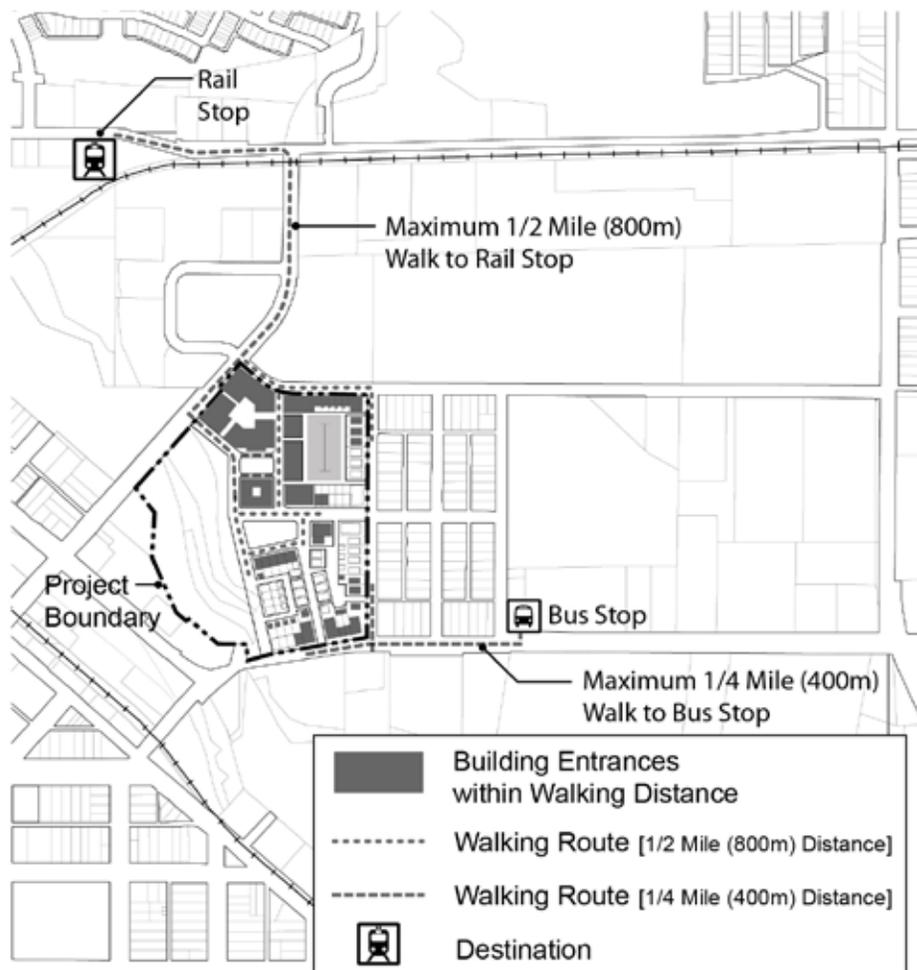 Rail
Stop
Maximum 1/2 Mile (800m)
Walk to Rail Stop
Project
Boundary
Bus Stop
Maximum 1/4 Mile (400m)
Walk to Bus Stop
Building Entrances
within Walking Distance
Walking Route [1/2 Mile (800m) Distance]
Walking Route [1/4 Mile (400m) Distance]
Destination